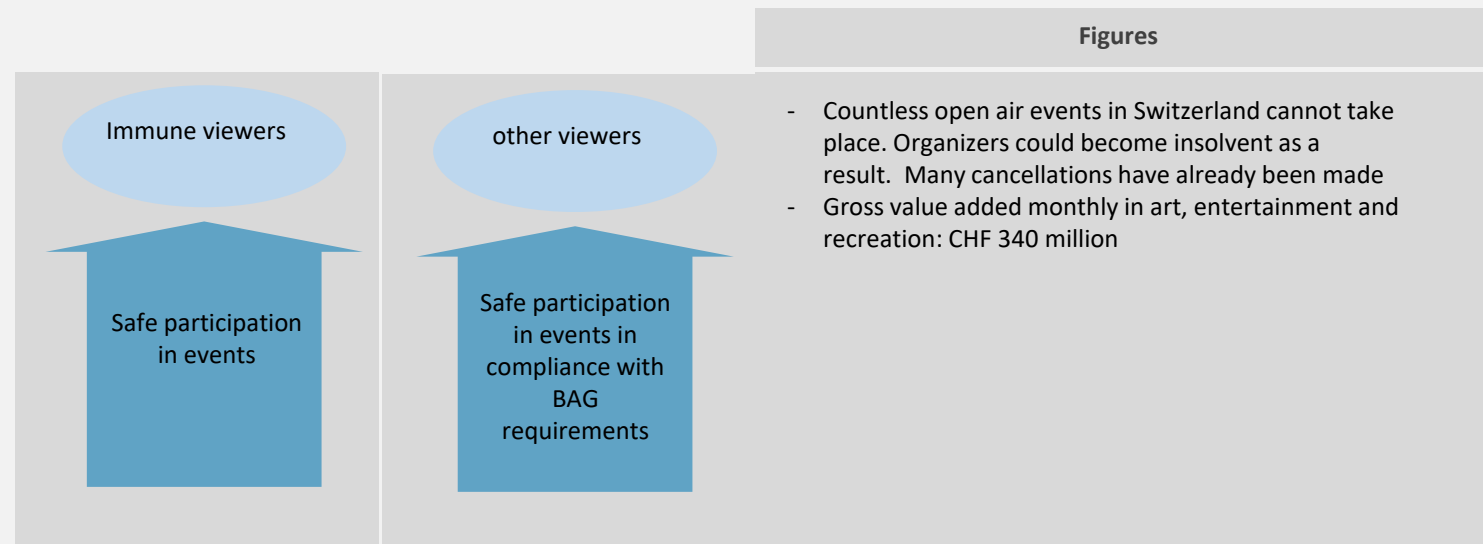 Figures
Immune viewers
Safe participation
in events
other viewers
Safe participation
in events in
compliance with
BAG
requirements
- Countless open air events in Switzerland cannot take
place. Organizers could become insolvent as a
result.  Many cancellations have already been made
- Gross value added monthly in art, entertainment and
recreation: CHF 340 million